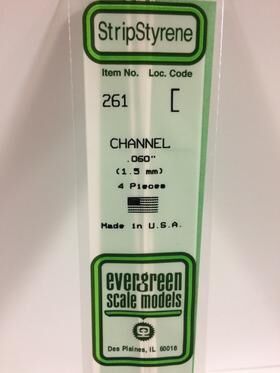 StripStyrene
Item No. Loc. Code
261 [
CHANNEL
.060"
(1.5 mm)
4 Pieces
Made in U.S.A.
evergreen
scale models
Des Plaines, IL 60018